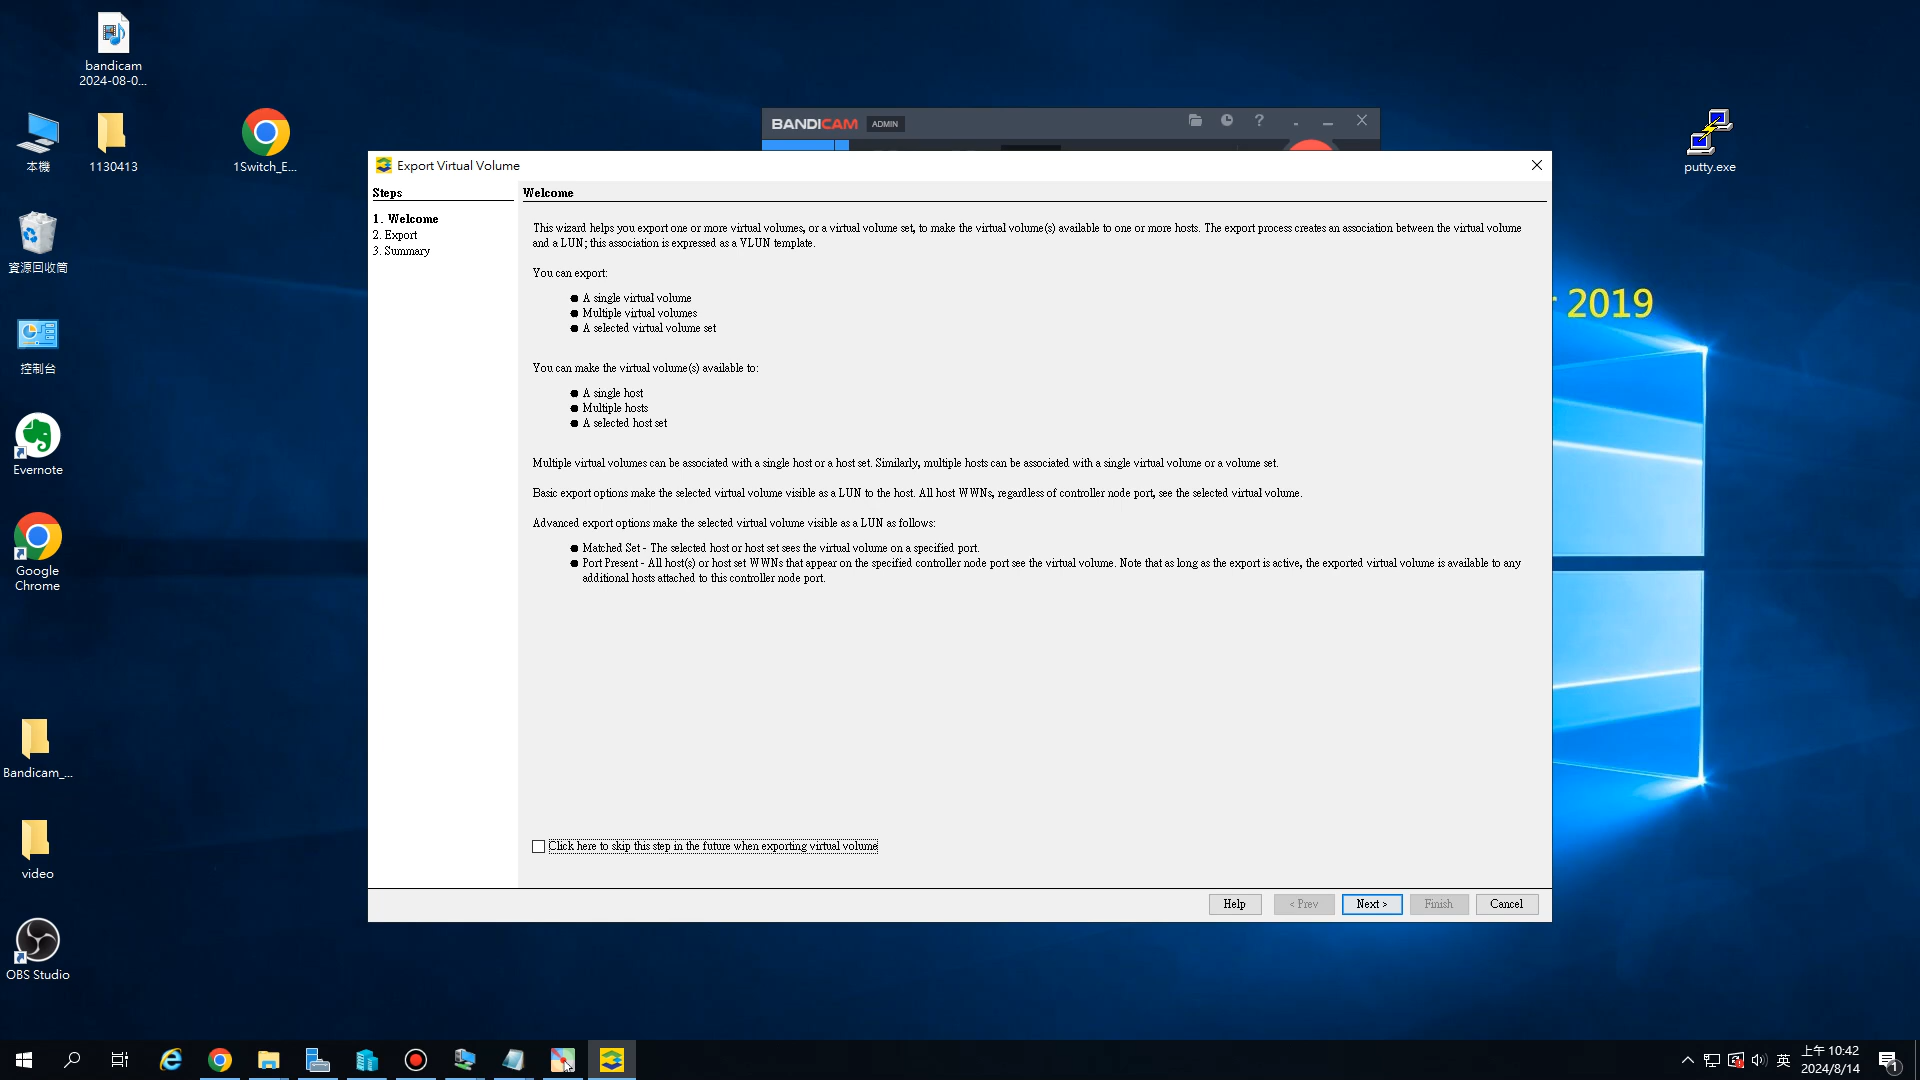 bandicam
2024-08-0...
本機
1130413
1Switch_E...
putty.exe
BANDICAM ADMIN
Export Virtual Volume
Steps
1. Welcome
2. Export
3. Summary
Welcome
This wizard helps you export one or more virtual volumes, or a virtual volume set, to make the virtual volume(s) available to one or more hosts. The export process creates an association between the virtual volume
and a LUN; this association is expressed as a VLUN template.
You can export:
A single virtual volume
Multiple virtual volumes
A selected virtual volume set
You can make the virtual volume(s) available to:
A single host
Multiple hosts
A selected host set
Multiple virtual volumes can be associated with a single host or a host set. Similarly, multiple hosts can be associated with a single virtual volume or a volume set.
Basic export options make the selected virtual volume visible as a LUN to the host. All host WWNs, regardless of controller node port, see the selected virtual volume.
Advanced export options make the selected virtual volume visible as a LUN as follows:
Matched Set - The selected host or host set sees the virtual volume on a specified port.
Port Present - All host(s) or host set WWNs that appear on the specified controller node port see the virtual volume. Note that as long as the export is active, the exported virtual volume is available to any
additional hosts attached to this controller node port.
Click here to skip this step in the future when exporting virtual volume
Help
< Prev
Next >
Finish
Cancel
2019
資源回收筒
控制台
Evernote
Google
Chrome
Bandicam_...
video
OBS Studio
英
上午 10:42
2024/8/14
1